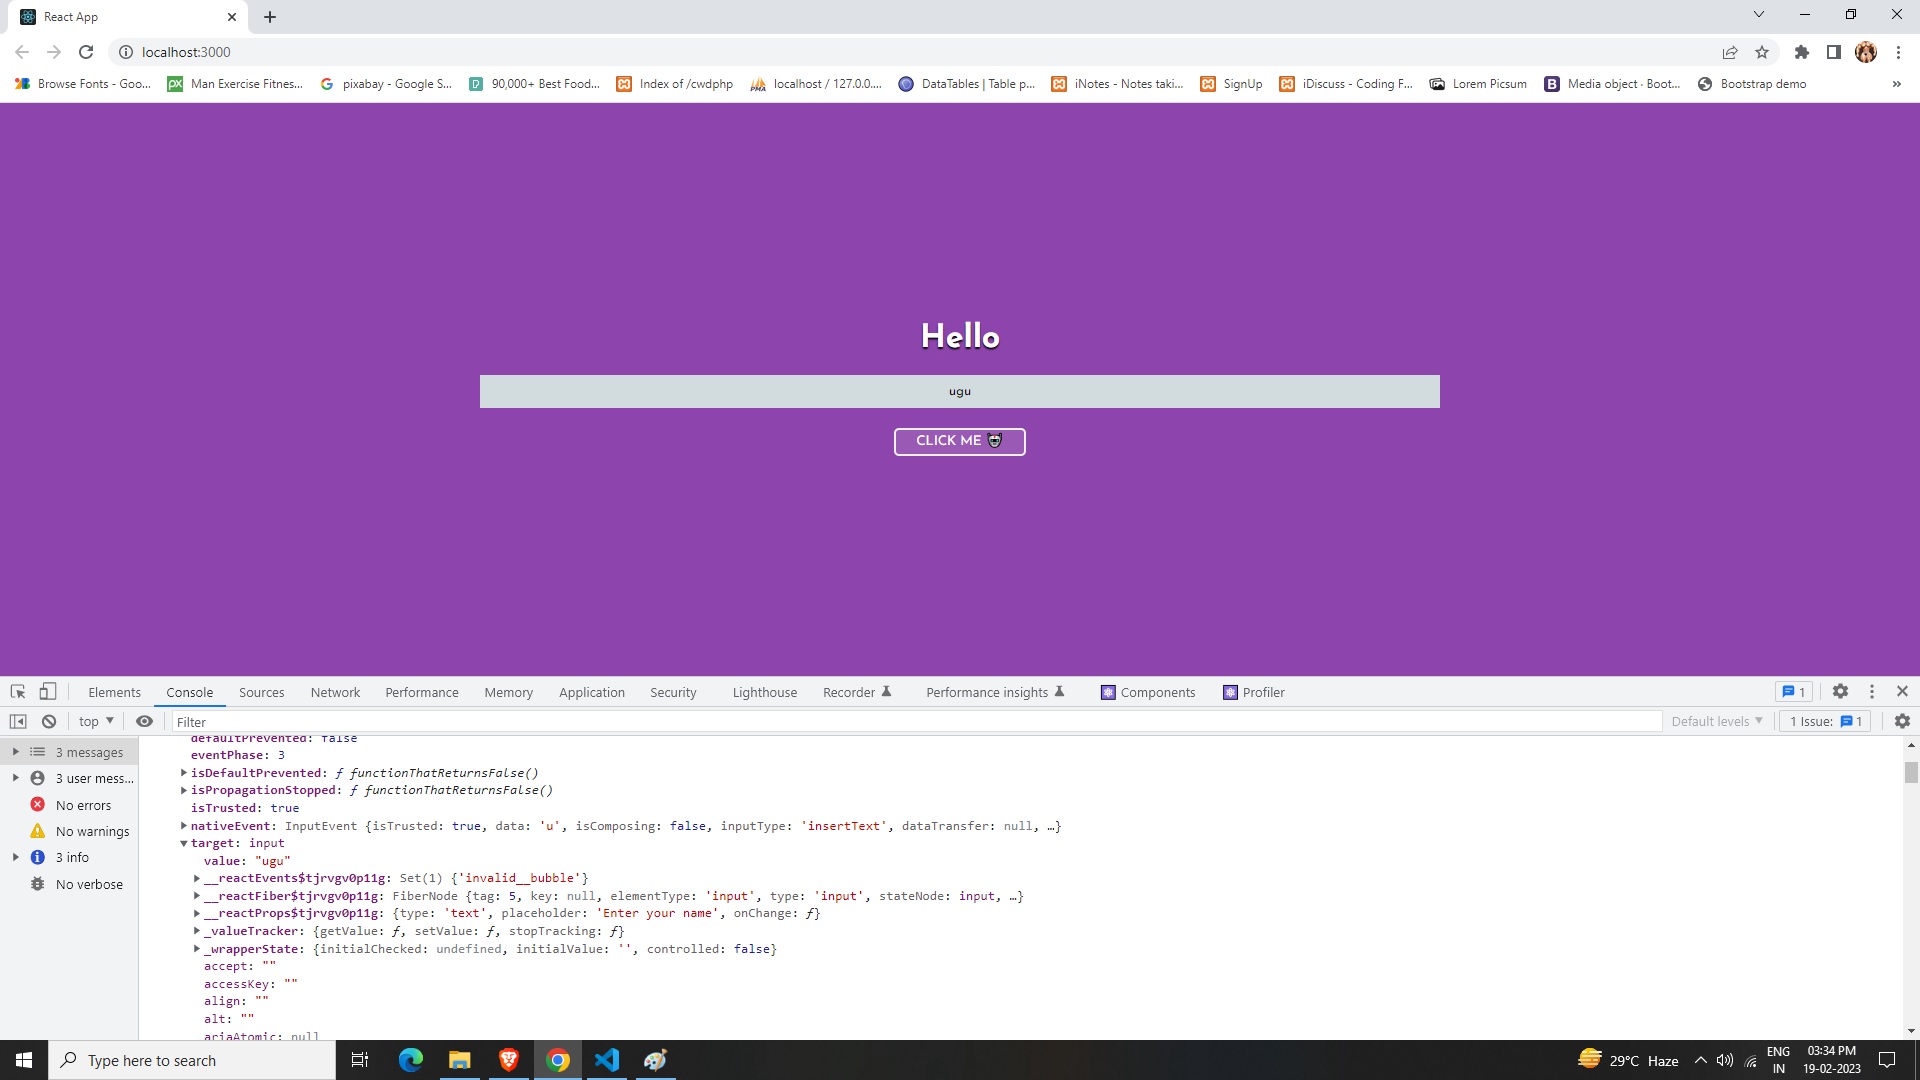 React App
localhost:3000
Browse Fonts - Goo...
Man Exercise Fitnes...
pixabay - Google S...
90,000+ Best Food...
Index of /cwdphp
localhost / 127.0.0....
DataTables | Table p...
iNotes - Notes taki...
SignUp
iDiscuss - Coding F...
Lorem Picsum
Media object · Boot...
Bootstrap demo
Hello
ugu
CLICK ME
Elements Console Sources Network Performance Memory Application Security Lighthouse Recorder Performance insights Components Profiler 1
top Filter Default levels 1 Issue: 1
3 messages
3 user mess...
No errors
No warnings
3 info
No verbose
defaultPrevented: false
eventPhase: 3
isDefaultPrevented: ƒ functionThatReturnsFalse()
isPropagationStopped: ƒ functionThatReturnsFalse()
isTrusted: true
nativeEvent: InputEvent {isTrusted: true, data: 'u', isComposing: false, inputType: 'insertText', dataTransfer: null, …}
target: input
value: "ugu"
__reactEvents$tjrvgv0p11g: Set(1) {'invalid__bubble'}
__reactFiber$tjrvgv0p11g: FiberNode {tag: 5, key: null, elementType: 'input', type: 'input', stateNode: input, …}
__reactProps$tjrvgv0p11g: {type: 'text', placeholder: 'Enter your name', onChange: ƒ}
_valueTracker: {getValue: ƒ, setValue: ƒ, stopTracking: ƒ}
_wrapperState: {initialChecked: undefined, initialValue: '', controlled: false}
accept: ""
accessKey: ""
align: ""
alt: ""
ariaAtomic: null
Type here to search
29°C Haze
ENG
IN
03:34 PM
19-02-2023